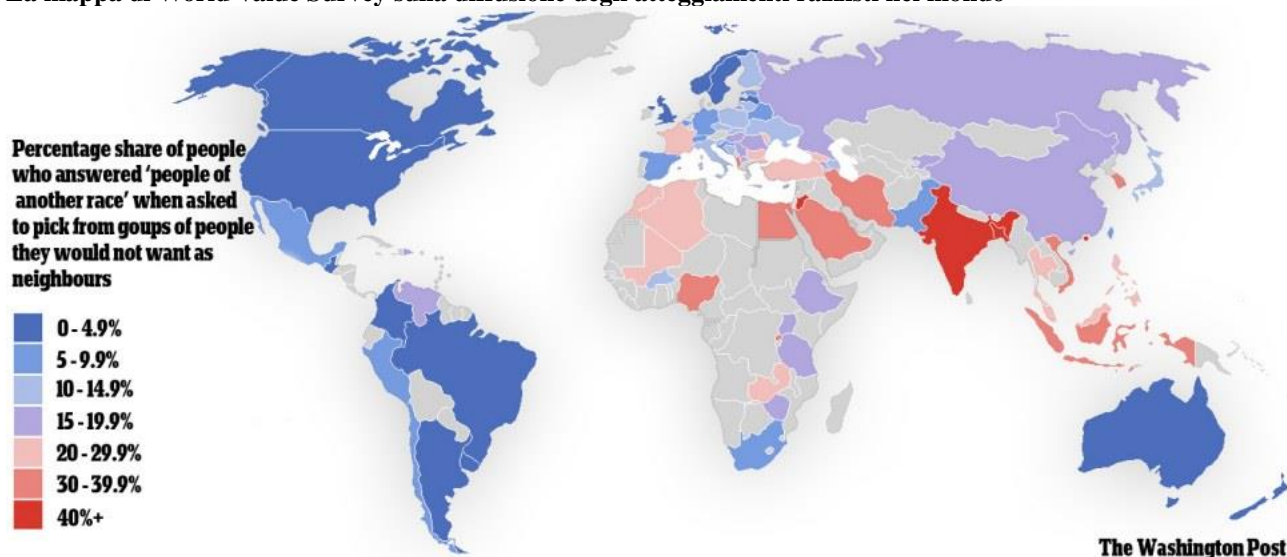 La mappa di World Value Survey sulla diffusione degli atteggiamenti razzisti nel mondo
Percentage share of people
who answered ‘people of
another race’ when asked
to pick from goups of people
they would not want as
neighbours
0 - 4.9%
5 - 9.9%
10 - 14.9%
15 - 19.9%
20 - 29.9%
30 - 39.9%
40%+
The Washington Post